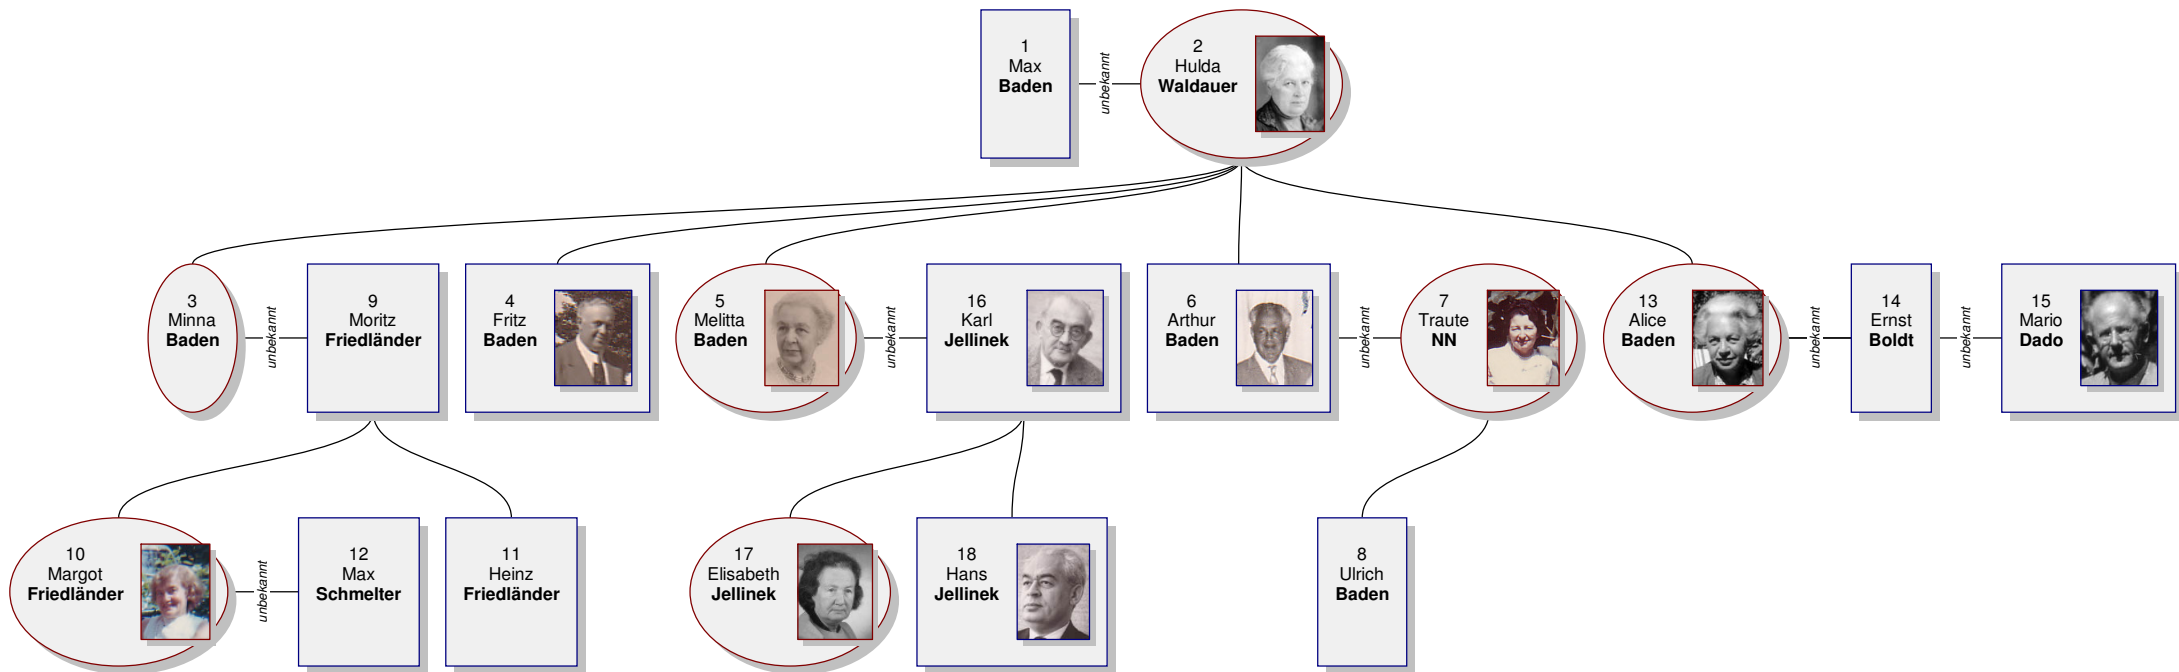 1
Max
Baden
unbekannt
2
Hulda
Waldauer
3
Minna
Baden
unbekannt
9
Moritz
Friedländer
4
Fritz
Baden
5
Melitta
Baden
unbekannt
16
Karl
Jellinek
6
Arthur
Baden
unbekannt
7
Traute
NN
13
Alice
Baden
unbekannt
14
Ernst
Boldt
unbekannt
15
Mario
Dado
10
Margot
Friedländer
unbekannt
12
Max
Schmelter
11
Heinz
Friedländer
17
Elisabeth
Jellinek
18
Hans
Jellinek
8
Ulrich
Baden